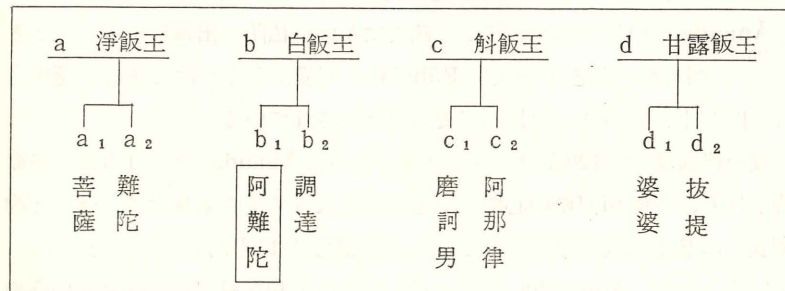 a 淨飯王 b 白飯王 c 斛飯王 d 甘露飯王
a₁ a₂ b₁ b₂ c₁ c₂ d₁ d₂
菩薩 難陀 阿難陀 調達 磨訶男 阿那律 婆婆 抜提